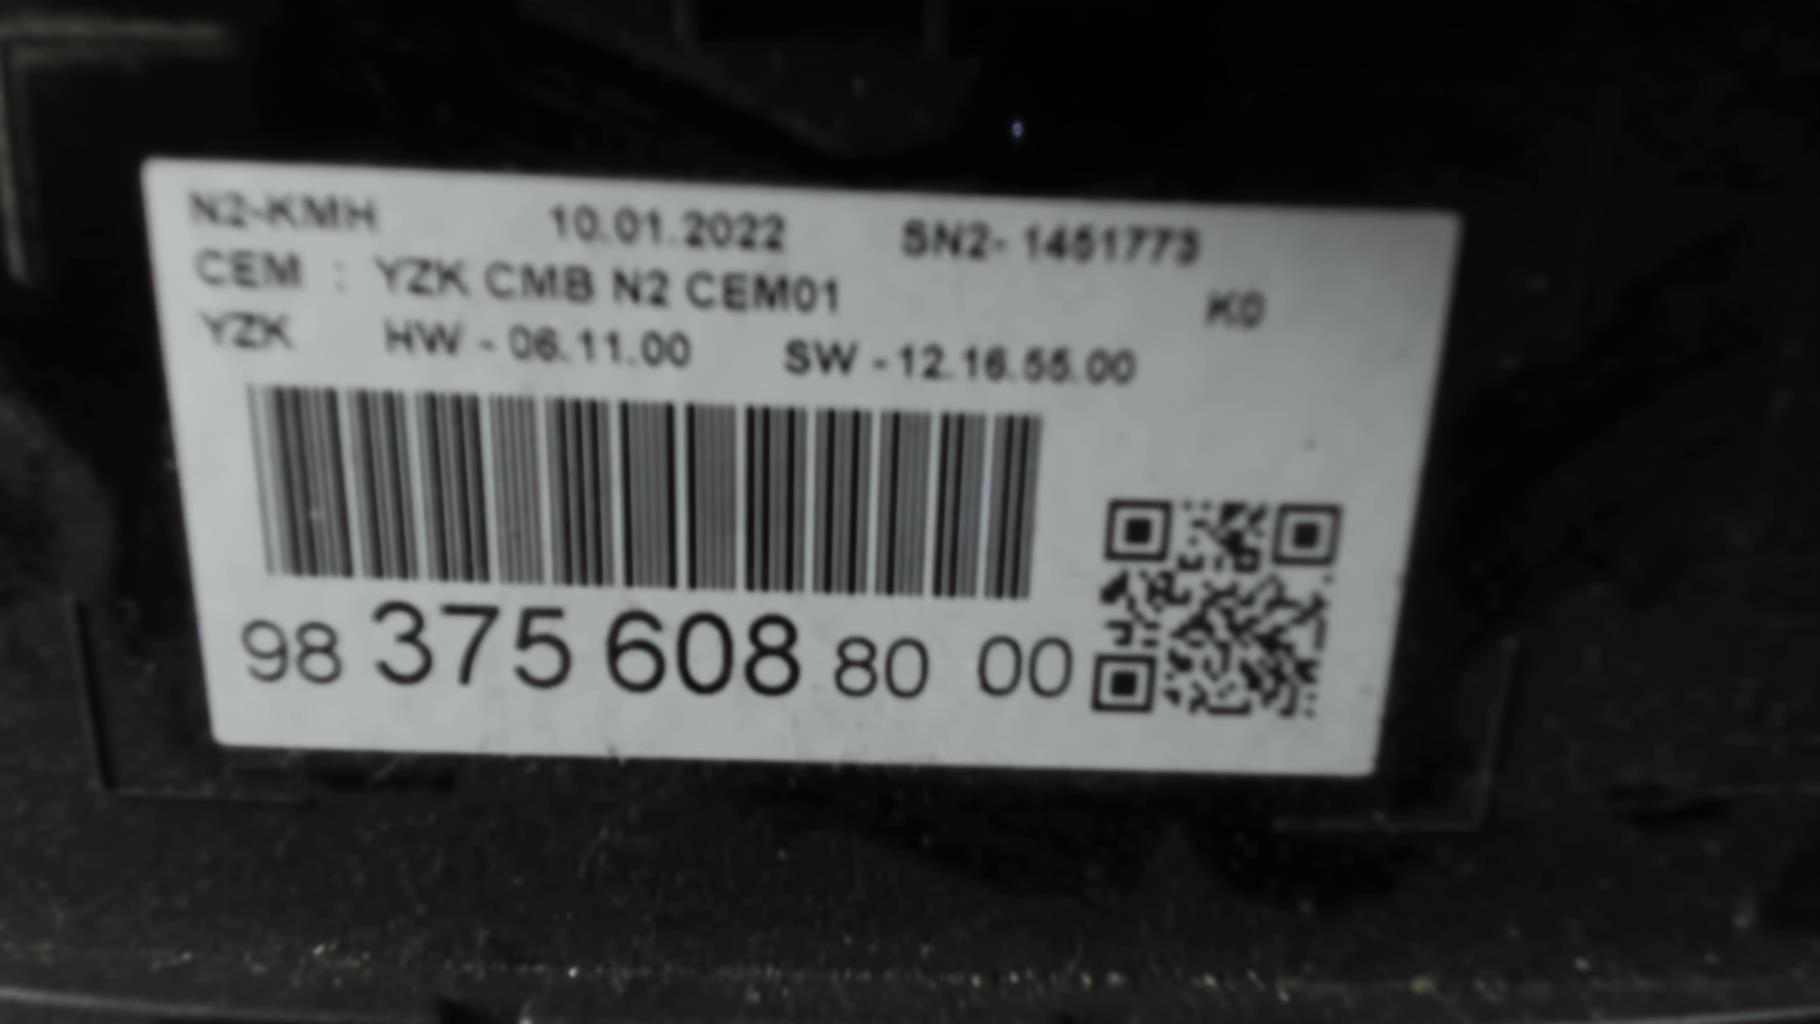 N2-KMH 10.01.2022 SN2- 1451773
CEM : YZK CMB N2 CEM01 K0
YZK HW - 06.11.00 SW - 12.16.55.00
98 375 608 80 00